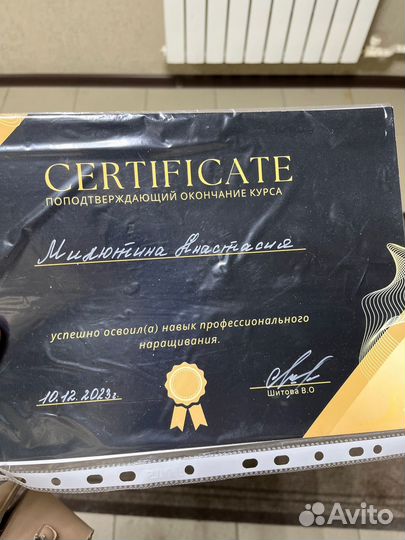 CERTIFICATE
ПОПОДТВЕРЖДАЮЩИЙ ОКОНЧАНИЕ КУРСА
Милютина Анастасия
успешно освоил(а) навык профессионального
наращивания.
10.12.2023г.
Шитова В.О
Avito